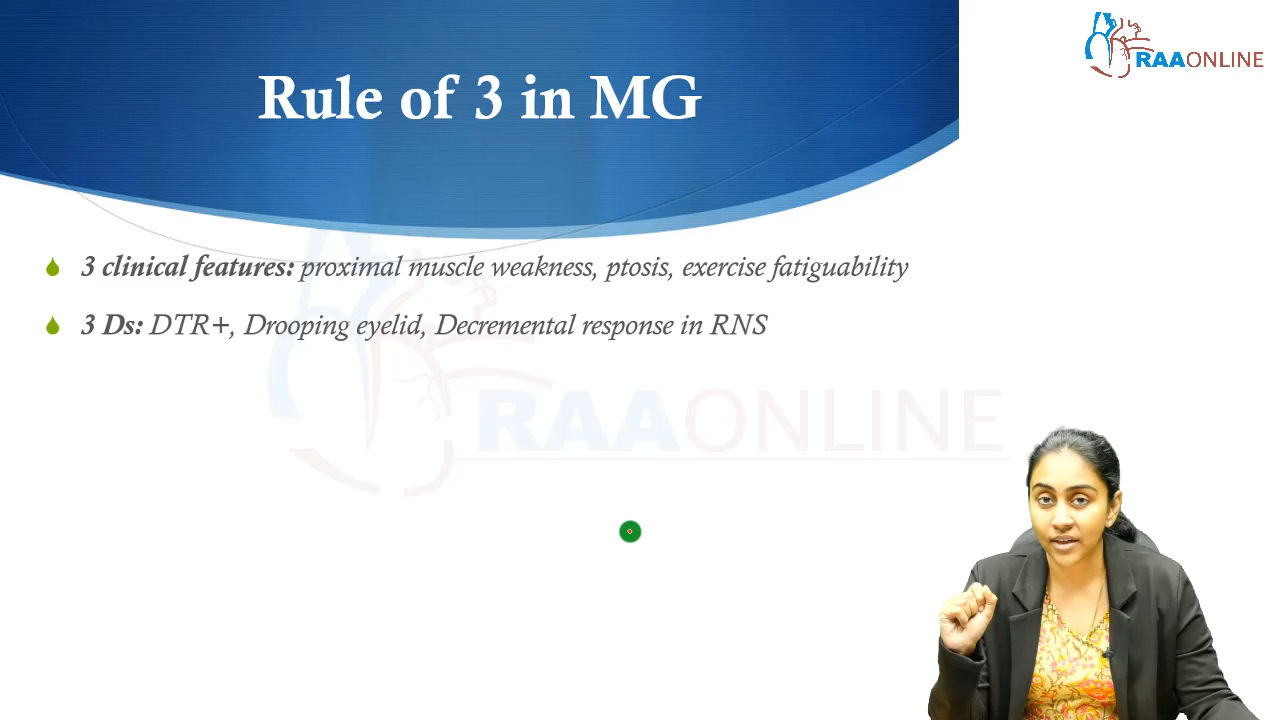 RAAONLINE
Rule of 3 in MG
3 clinical features: proximal muscle weakness, ptosis, exercise fatiguability
3 Ds: DTR+, Drooping eyelid, Decremental response in RNS
RAAONLINE